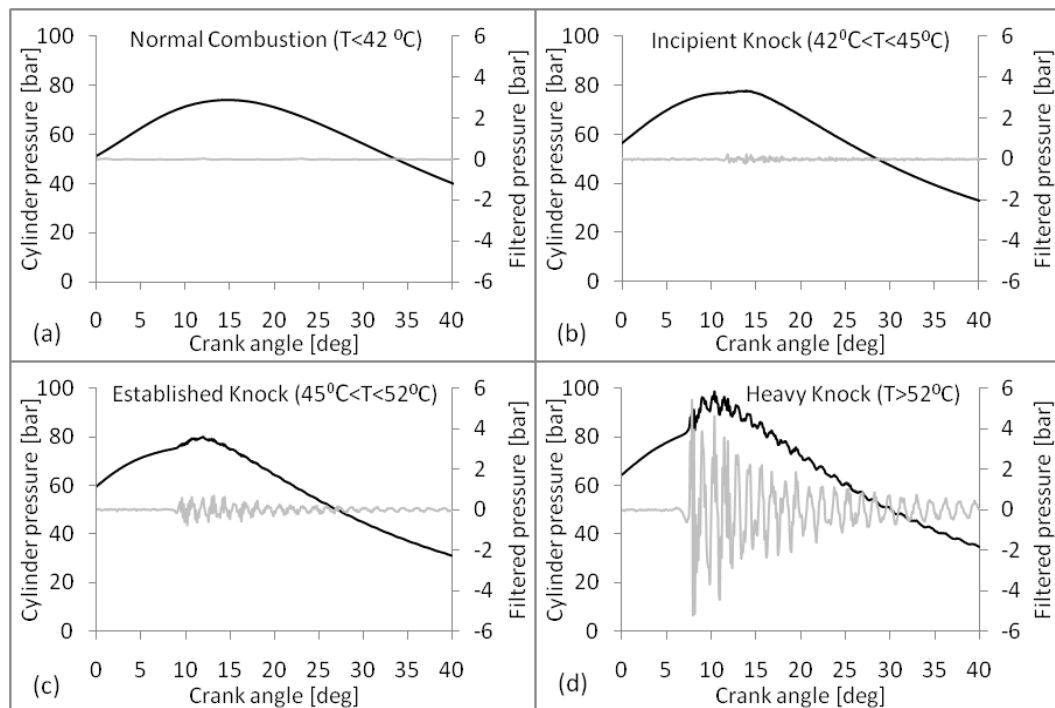 Normal Combustion (T<42 ⁰C)
Cylinder pressure [bar]
100
80
60
40
20
0
6
4
2
0
-2
-4
-6
Filtered pressure [bar]
0 5 10 15 20 25 30 35 40
Crank angle [deg]
(a)
Incipient Knock (42⁰C<T<45⁰C)
Cylinder pressure [bar]
100
80
60
40
20
0
6
4
2
0
-2
-4
-6
Filtered pressure [bar]
0 5 10 15 20 25 30 35 40
Crank angle [deg]
(b)
Established Knock (45⁰C<T<52⁰C)
Cylinder pressure [bar]
100
80
60
40
20
0
6
4
2
0
-2
-4
-6
Filtered pressure [bar]
0 5 10 15 20 25 30 35 40
Crank angle [deg]
(c)
Heavy Knock (T>52⁰C)
Cylinder pressure [bar]
100
80
60
40
20
0
6
4
2
0
-2
-4
-6
Filtered pressure [bar]
0 5 10 15 20 25 30 35 40
Crank angle [deg]
(d)